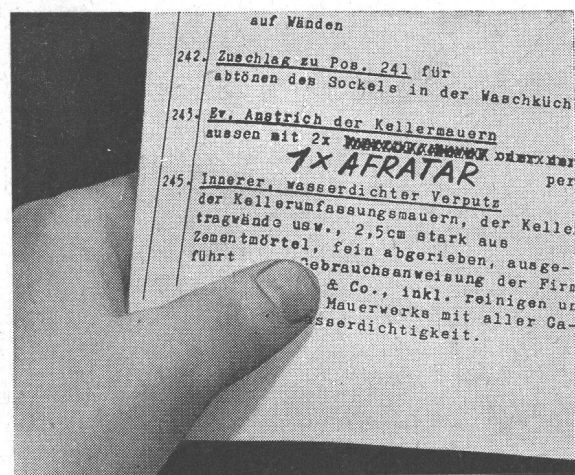 auf Wänden
242. Zuschlag zu Pos. 241 für
abtönen des Sockels in der Waschküch
243. Ev. Anstrich der Kellermauern
aussen mit 2x
1X AFRATAR per
245. Innerer, wasserdichter Verputz
der Kellerumfassungsmauern, der Kelle
tragwände usw., 2,5cm stark aus
Zementmörtel, fein abgerieben, ausge-
führt Gebrauchsanweisung der Firm
& Co., inkl. reinigen un
Mauerwerks mit aller Ga-
sserdichtigkeit.